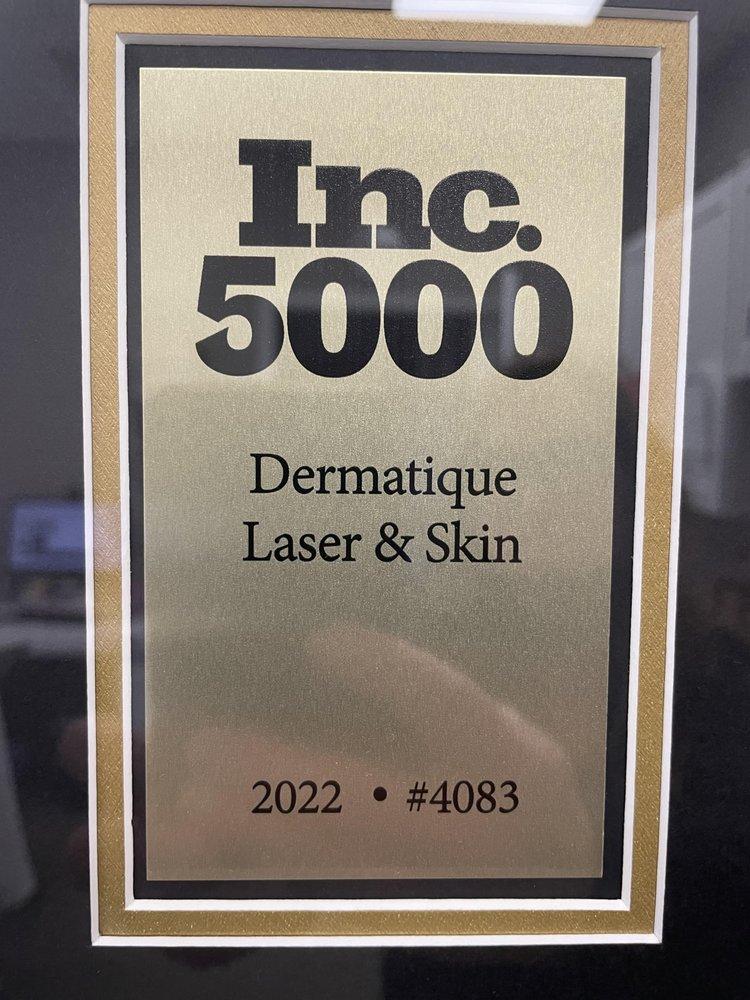 Inc.
5000
Dermatique
Laser & Skin
2022 • #4083